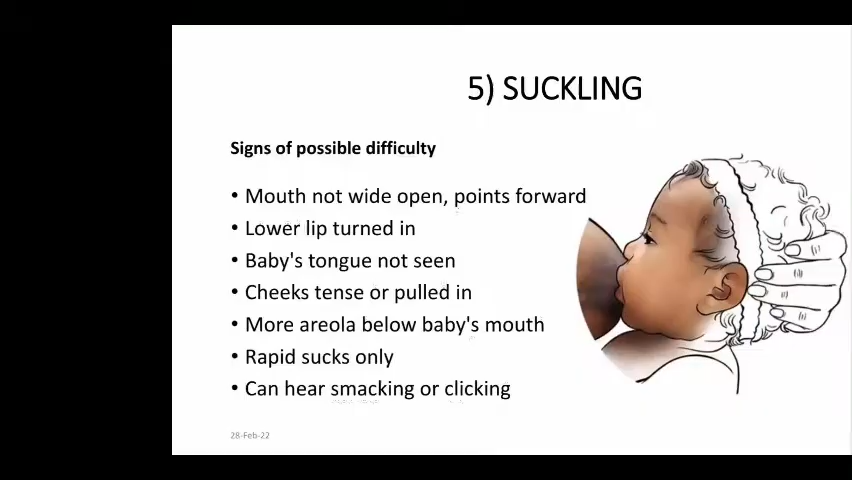 5) SUCKLING
Signs of possible difficulty
• Mouth not wide open, points forward
• Lower lip turned in
• Baby's tongue not seen
• Cheeks tense or pulled in
• More areola below baby's mouth
• Rapid sucks only
• Can hear smacking or clicking
28-Feb-22